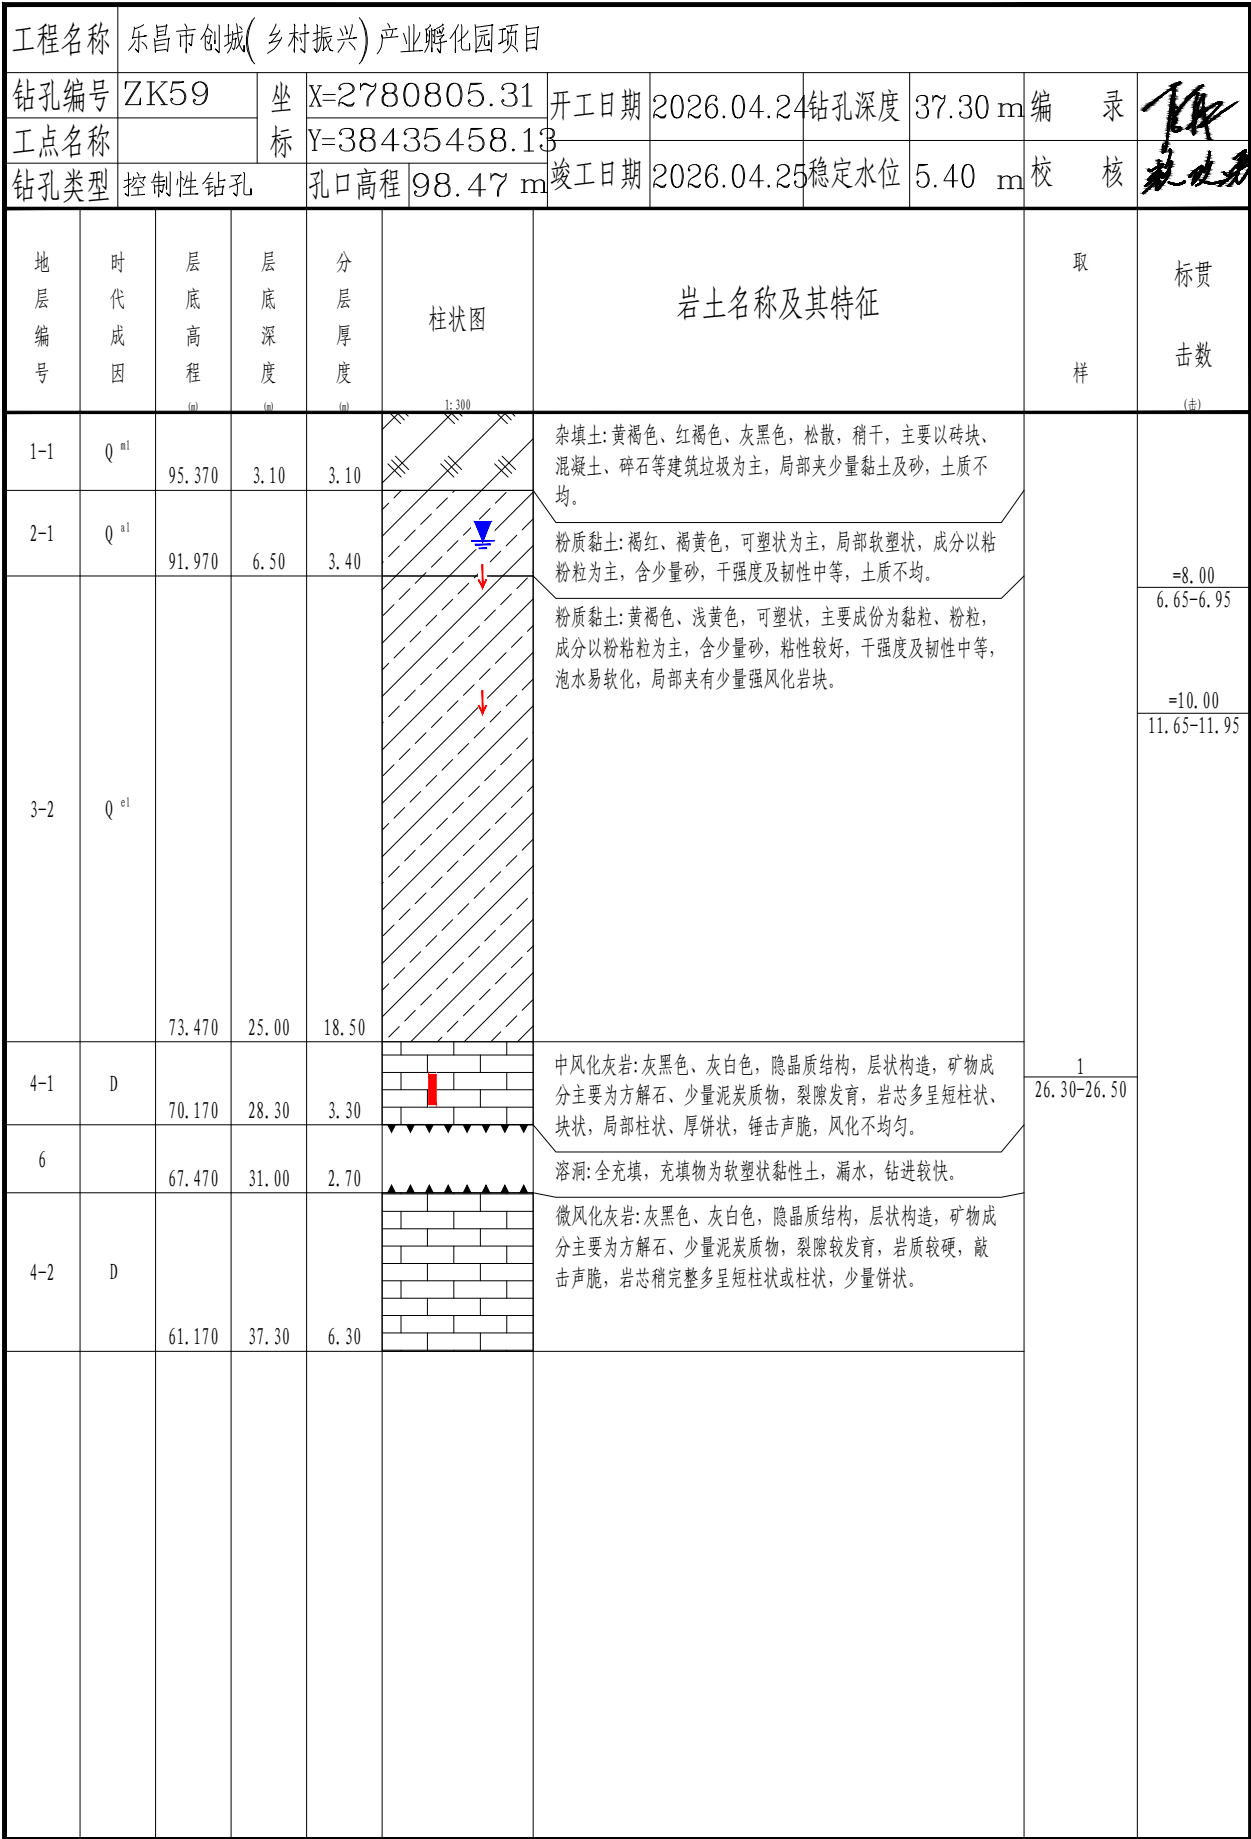 工程名称 乐昌市创城(乡村振兴)产业孵化园项目
钻孔编号 ZK59 坐标 X=2780805.31 开工日期 2026.04.24 钻孔深度 37.30 m 编 录
工点名称 Y=38435458.13
钻孔类型 控制性钻孔 孔口高程 98.47 m 竣工日期 2026.04.25 稳定水位 5.40 m 校 核
地层编号 时代成因 层底高程(m) 层底深度(m) 分层厚度(m) 柱状图 1:300 岩土名称及其特征 取样 标贯击数(击)
1-1 Q ml 95.370 3.10 3.10
杂填土:黄褐色、红褐色、灰黑色，松散，稍干，主要以砖块、
混凝土、碎石等建筑垃圾为主，局部夹少量黏土及砂，土质不
均。
2-1 Q al 91.970 6.50 3.40
粉质黏土:褐红、褐黄色，可塑状为主，局部软塑状，成分以粘
粉粒为主，含少量砂，干强度及韧性中等，土质不均。
=8.00
6.65-6.95
3-2 Q el 73.470 25.00 18.50
粉质黏土:黄褐色、浅黄色，可塑状，主要成份为黏粒、粉粒，
成分以粉粘粒为主，含少量砂，粘性较好，干强度及韧性中等，
泡水易软化，局部夹有少量强风化岩块。
=10.00
11.65-11.95
4-1 D 70.170 28.30 3.30
中风化灰岩:灰黑色、灰白色，隐晶质结构，层状构造，矿物成
分主要为方解石、少量泥炭质物，裂隙发育，岩芯多呈短柱状、
块状，局部柱状、厚饼状，锤击声脆，风化不均匀。
1
26.30-26.50
6 67.470 31.00 2.70
溶洞:全充填，充填物为软塑状黏性土，漏水，钻进较快。
4-2 D 61.170 37.30 6.30
微风化灰岩:灰黑色、灰白色，隐晶质结构，层状构造，矿物成
分主要为方解石、少量泥炭质物，裂隙较发育，岩质较硬，敲
击声脆，岩芯稍完整多呈短柱状或柱状，少量饼状。